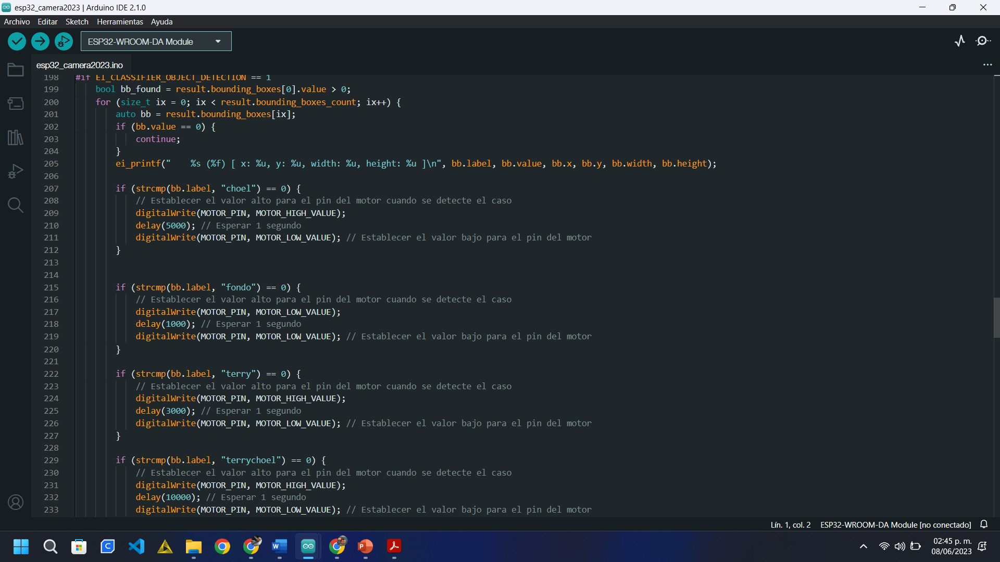 esp32_camera2023 | Arduino IDE 2.1.0
Archivo Editar Sketch Herramientas Ayuda
ESP32-WROOM-DA Module
esp32_camera2023.ino
198 #if EI_CLASSIFIER_OBJECT_DETECTION == 1
199 bool bb_found = result.bounding_boxes[0].value > 0;
200 for (size_t ix = 0; ix < result.bounding_boxes_count; ix++) {
201 auto bb = result.bounding_boxes[ix];
202 if (bb.value == 0) {
203 continue;
204 }
205 ei_printf("    %s (%f) [ x: %u, y: %u, width: %u, height: %u ]\n", bb.label, bb.value, bb.x, bb.y, bb.width, bb.height);
206
207 if (strcmp(bb.label, "choel") == 0) {
208 // Establecer el valor alto para el pin del motor cuando se detecte el caso
209 digitalWrite(MOTOR_PIN, MOTOR_HIGH_VALUE);
210 delay(5000); // Esperar 1 segundo
211 digitalWrite(MOTOR_PIN, MOTOR_LOW_VALUE); // Establecer el valor bajo para el pin del motor
212 }
213
214
215 if (strcmp(bb.label, "fondo") == 0) {
216 // Establecer el valor alto para el pin del motor cuando se detecte el caso
217 digitalWrite(MOTOR_PIN, MOTOR_LOW_VALUE);
218 delay(1000); // Esperar 1 segundo
219 digitalWrite(MOTOR_PIN, MOTOR_LOW_VALUE); // Establecer el valor bajo para el pin del motor
220 }
221
222 if (strcmp(bb.label, "terry") == 0) {
223 // Establecer el valor alto para el pin del motor cuando se detecte el caso
224 digitalWrite(MOTOR_PIN, MOTOR_HIGH_VALUE);
225 delay(3000); // Esperar 1 segundo
226 digitalWrite(MOTOR_PIN, MOTOR_LOW_VALUE); // Establecer el valor bajo para el pin del motor
227 }
228
229 if (strcmp(bb.label, "terrychoel") == 0) {
230 // Establecer el valor alto para el pin del motor cuando se detecte el caso
231 digitalWrite(MOTOR_PIN, MOTOR_HIGH_VALUE);
232 delay(10000); // Esperar 1 segundo
233 digitalWrite(MOTOR_PIN, MOTOR_LOW_VALUE); // Establecer el valor bajo para el pin del motor
Lín. 1, col. 2 ESP32-WROOM-DA Module [no conectado]
02:45 p. m.
08/06/2023